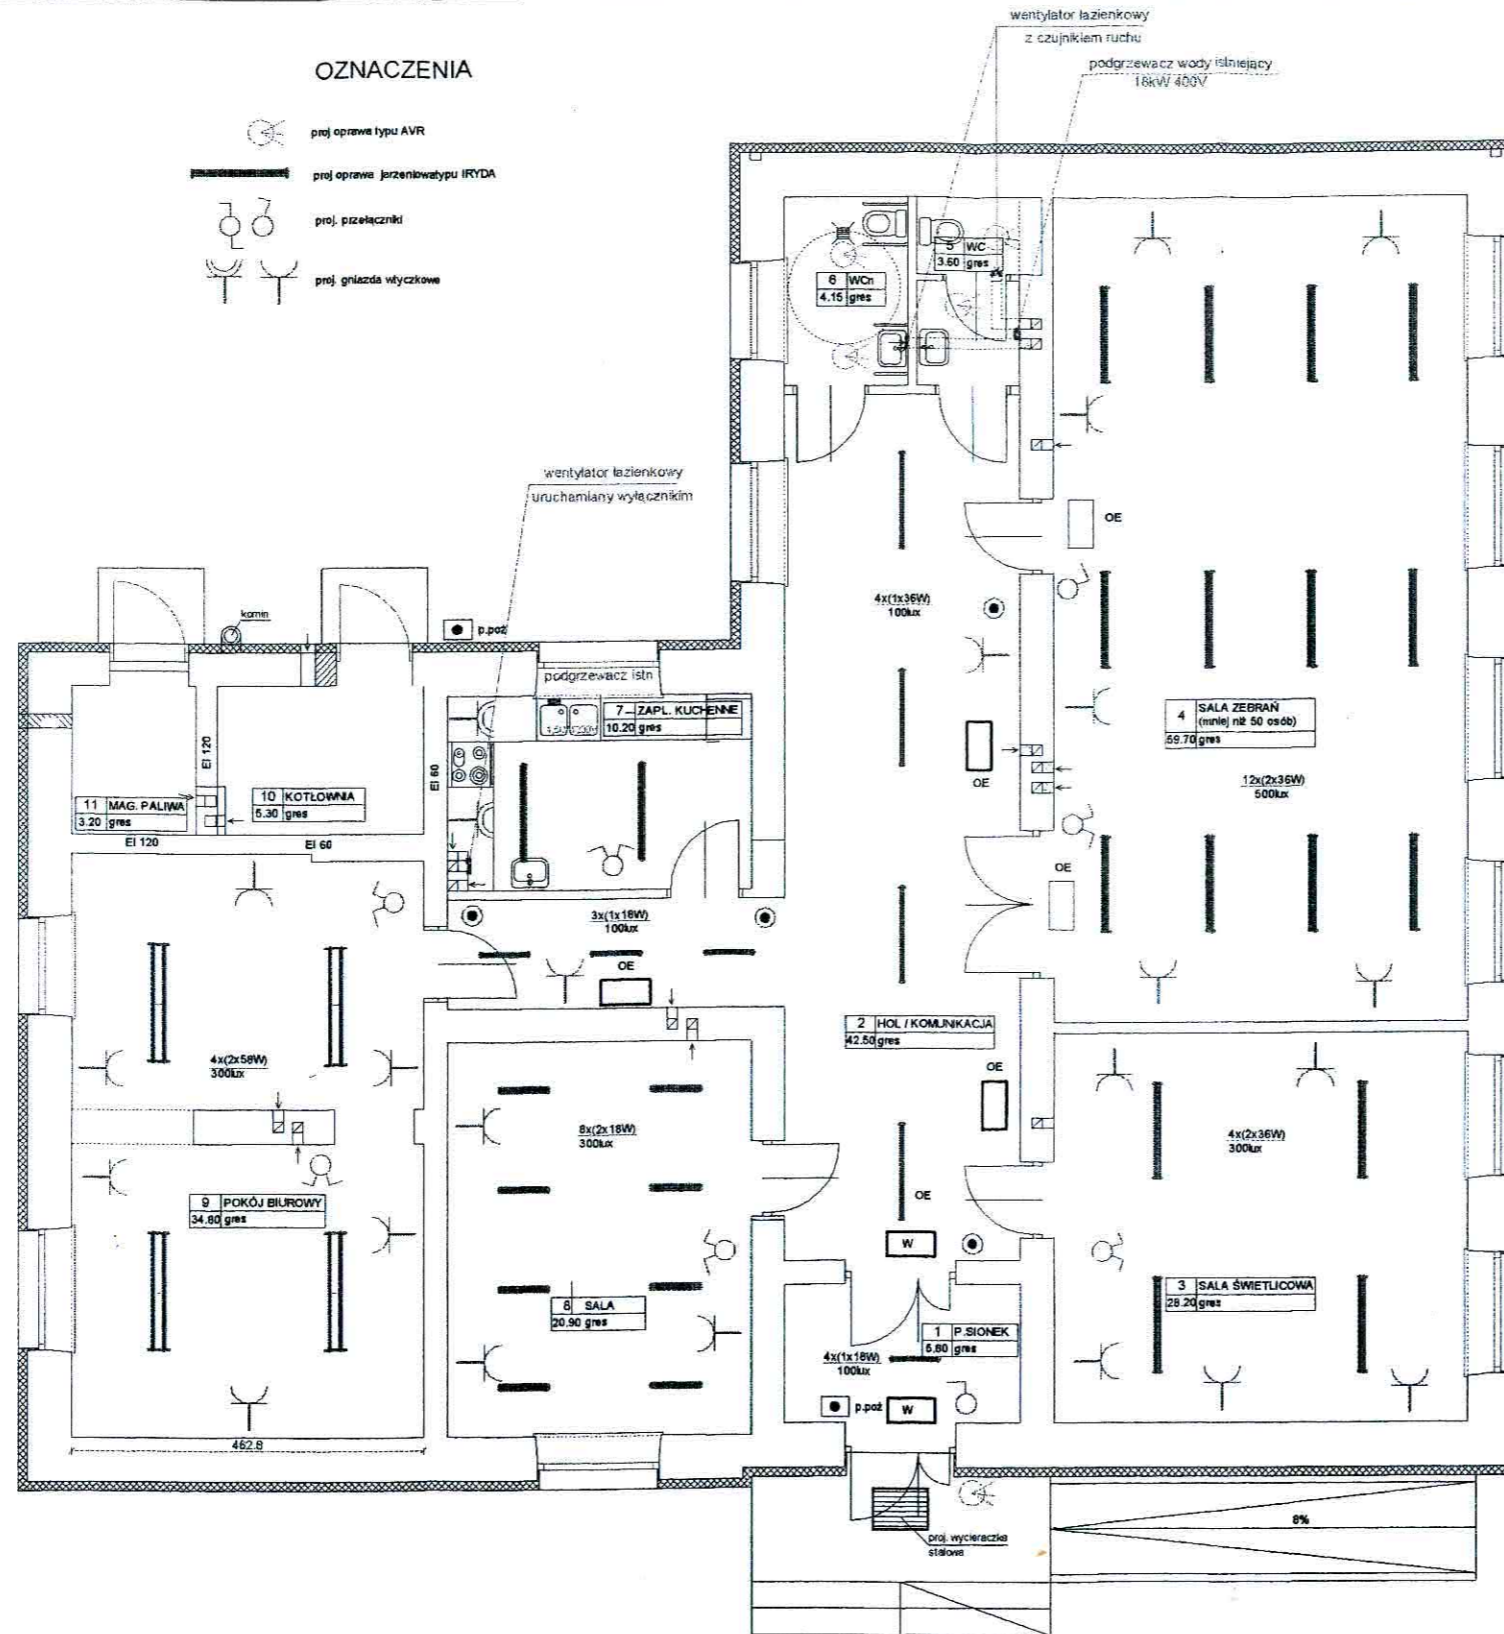 wentylator łazienkowy
z czujnikiem ruchu
podgrzewacz wody istniejący
18kW 400V
OZNACZENIA
proj oprawa typu AVR
proj oprawa jarzeniowatypu IRYDA
proj. przełączniki
proj. gniazda wtyczkowe
5 WC
3.60 gres
6 WCn
4.15 gres
wentylator łazienkowy
uruchamiany wyłącznikim
OE
4x(1x36W)
100lux
komin
p.poż
podgrzewacz istn
7 ZAPL. KUCHENNE
10.20 gres
4 SALA ZEBRAŃ
(mniej niż 50 osób)
59.70 gres
EI 120
EI 60
OE
12x(2x36W)
500lux
10 KOTŁOWNIA
5.30 gres
11 MAG. PALIWA
3.20 gres
EI 120
EI 60
OE
3x(1x18W)
100lux
OE
2 HOL / KOMUNIKACJA
42.50 gres
4x(2x58W)
300lux
OE
8x(2x18W)
300lux
4x(2x36W)
300lux
9 POKÓJ BIUROWY
34.80 gres
OE
W
3 SALA ŚWIETLICOWA
28.20 gres
8 SALA
20.90 gres
1 P.SIONEK
5.80 gres
4x(1x18W)
100lux
p.poż
W
462.8
8%
proj. wycieraczka
stalowa